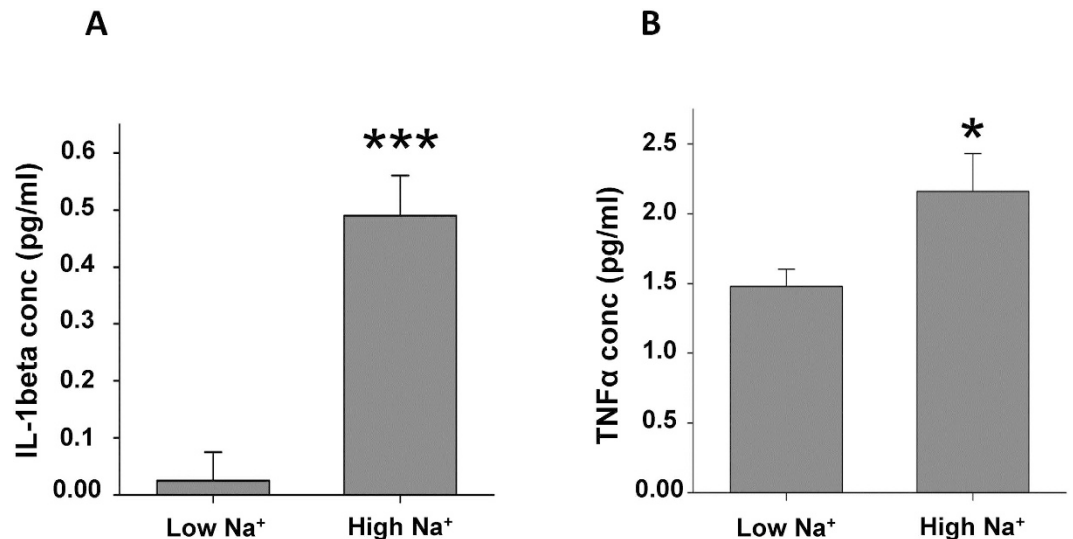 A
IL-1beta conc (pg/ml)
0.6
0.5
0.4
0.3
0.2
0.1
0.00
***
Low Na⁺
High Na⁺
B
TNFα conc (pg/ml)
2.5
2.0
1.5
1.0
0.5
0.00
*
Low Na⁺
High Na⁺